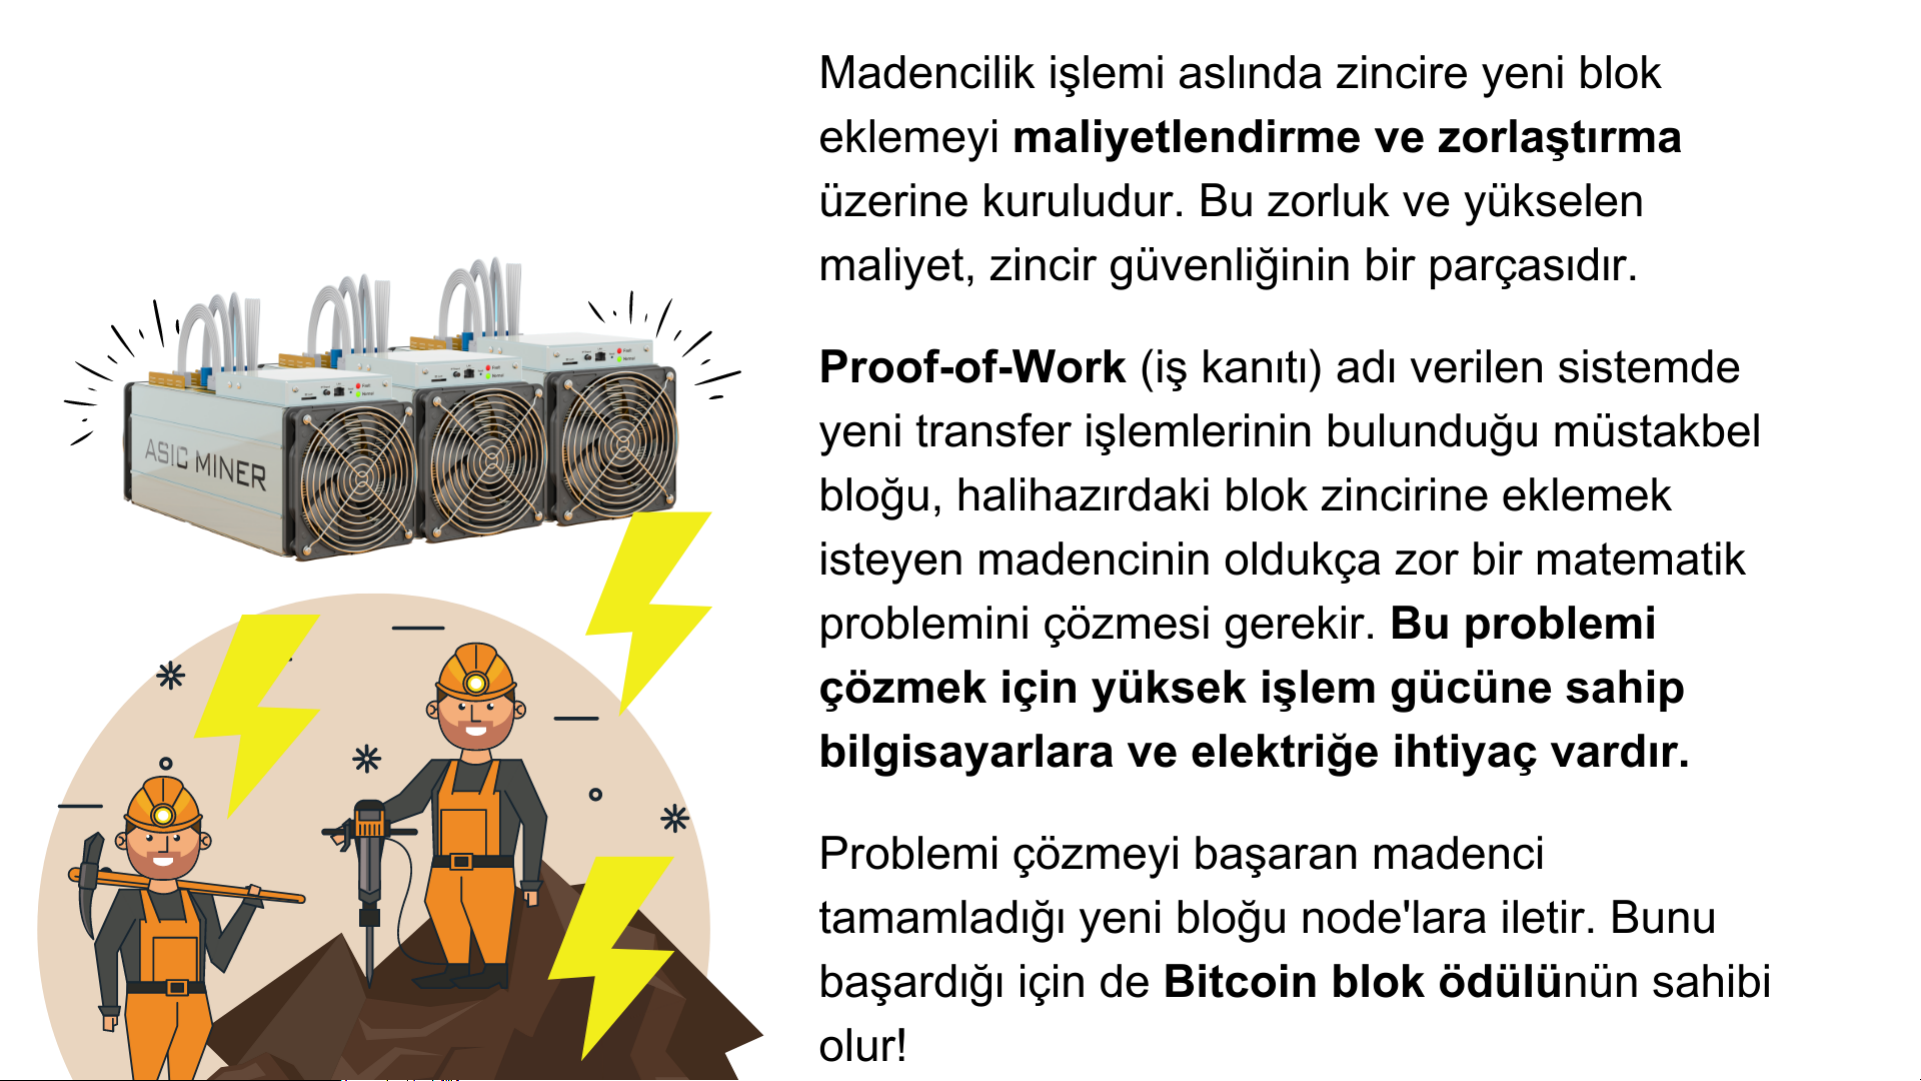 Madencilik işlemi aslında zincire yeni blok
eklemeyi maliyetlendirme ve zorlaştırma
üzerine kuruludur. Bu zorluk ve yükselen
maliyet, zincir güvenliğinin bir parçasıdır.
Proof-of-Work (iş kanıtı) adı verilen sistemde
yeni transfer işlemlerinin bulunduğu müstakbel
bloğu, halihazırdaki blok zincirine eklemek
isteyen madencinin oldukça zor bir matematik
problemini çözmesi gerekir. Bu problemi
çözmek için yüksek işlem gücüne sahip
bilgisayarlara ve elektriğe ihtiyaç vardır.
Problemi çözmeyi başaran madenci
tamamladığı yeni bloğu node'lara iletir. Bunu
başardığı için de Bitcoin blok ödülünün sahibi
olur!
ASIC MINER